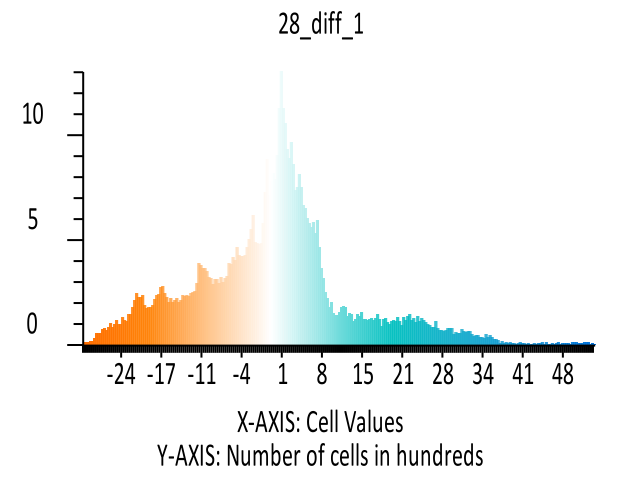 28_diff_1
10
5
0
-24 -17 -11 -4 1 8 15 21 28 34 41 48
X-AXIS: Cell Values
Y-AXIS: Number of cells in hundreds